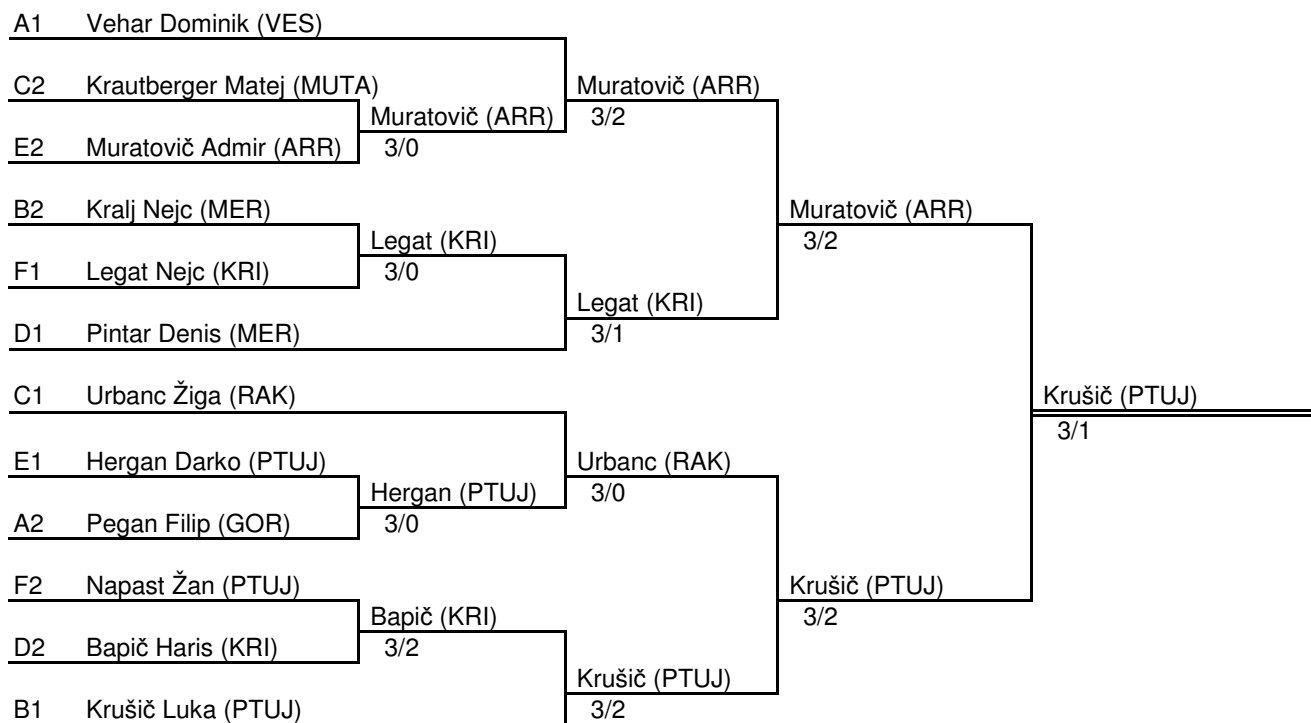 A1 Vehar Dominik (VES)
C2 Krautberger Matej (MUTA) Muratovič (ARR)
Muratovič (ARR) 3/2
E2 Muratovič Admir (ARR) 3/0
B2 Kralj Nejc (MER) Muratovič (ARR)
Legat (KRI) 3/2
F1 Legat Nejc (KRI) 3/0
Legat (KRI)
D1 Pintar Denis (MER) 3/1
C1 Urbanc Žiga (RAK) Krušič (PTUJ)
3/1
E1 Hergan Darko (PTUJ) Urbanc (RAK)
Hergan (PTUJ) 3/0
A2 Pegan Filip (GOR) 3/0
F2 Napast Žan (PTUJ) Krušič (PTUJ)
Bapič (KRI) 3/2
D2 Bapič Haris (KRI) 3/2
Krušič (PTUJ)
B1 Krušič Luka (PTUJ) 3/2